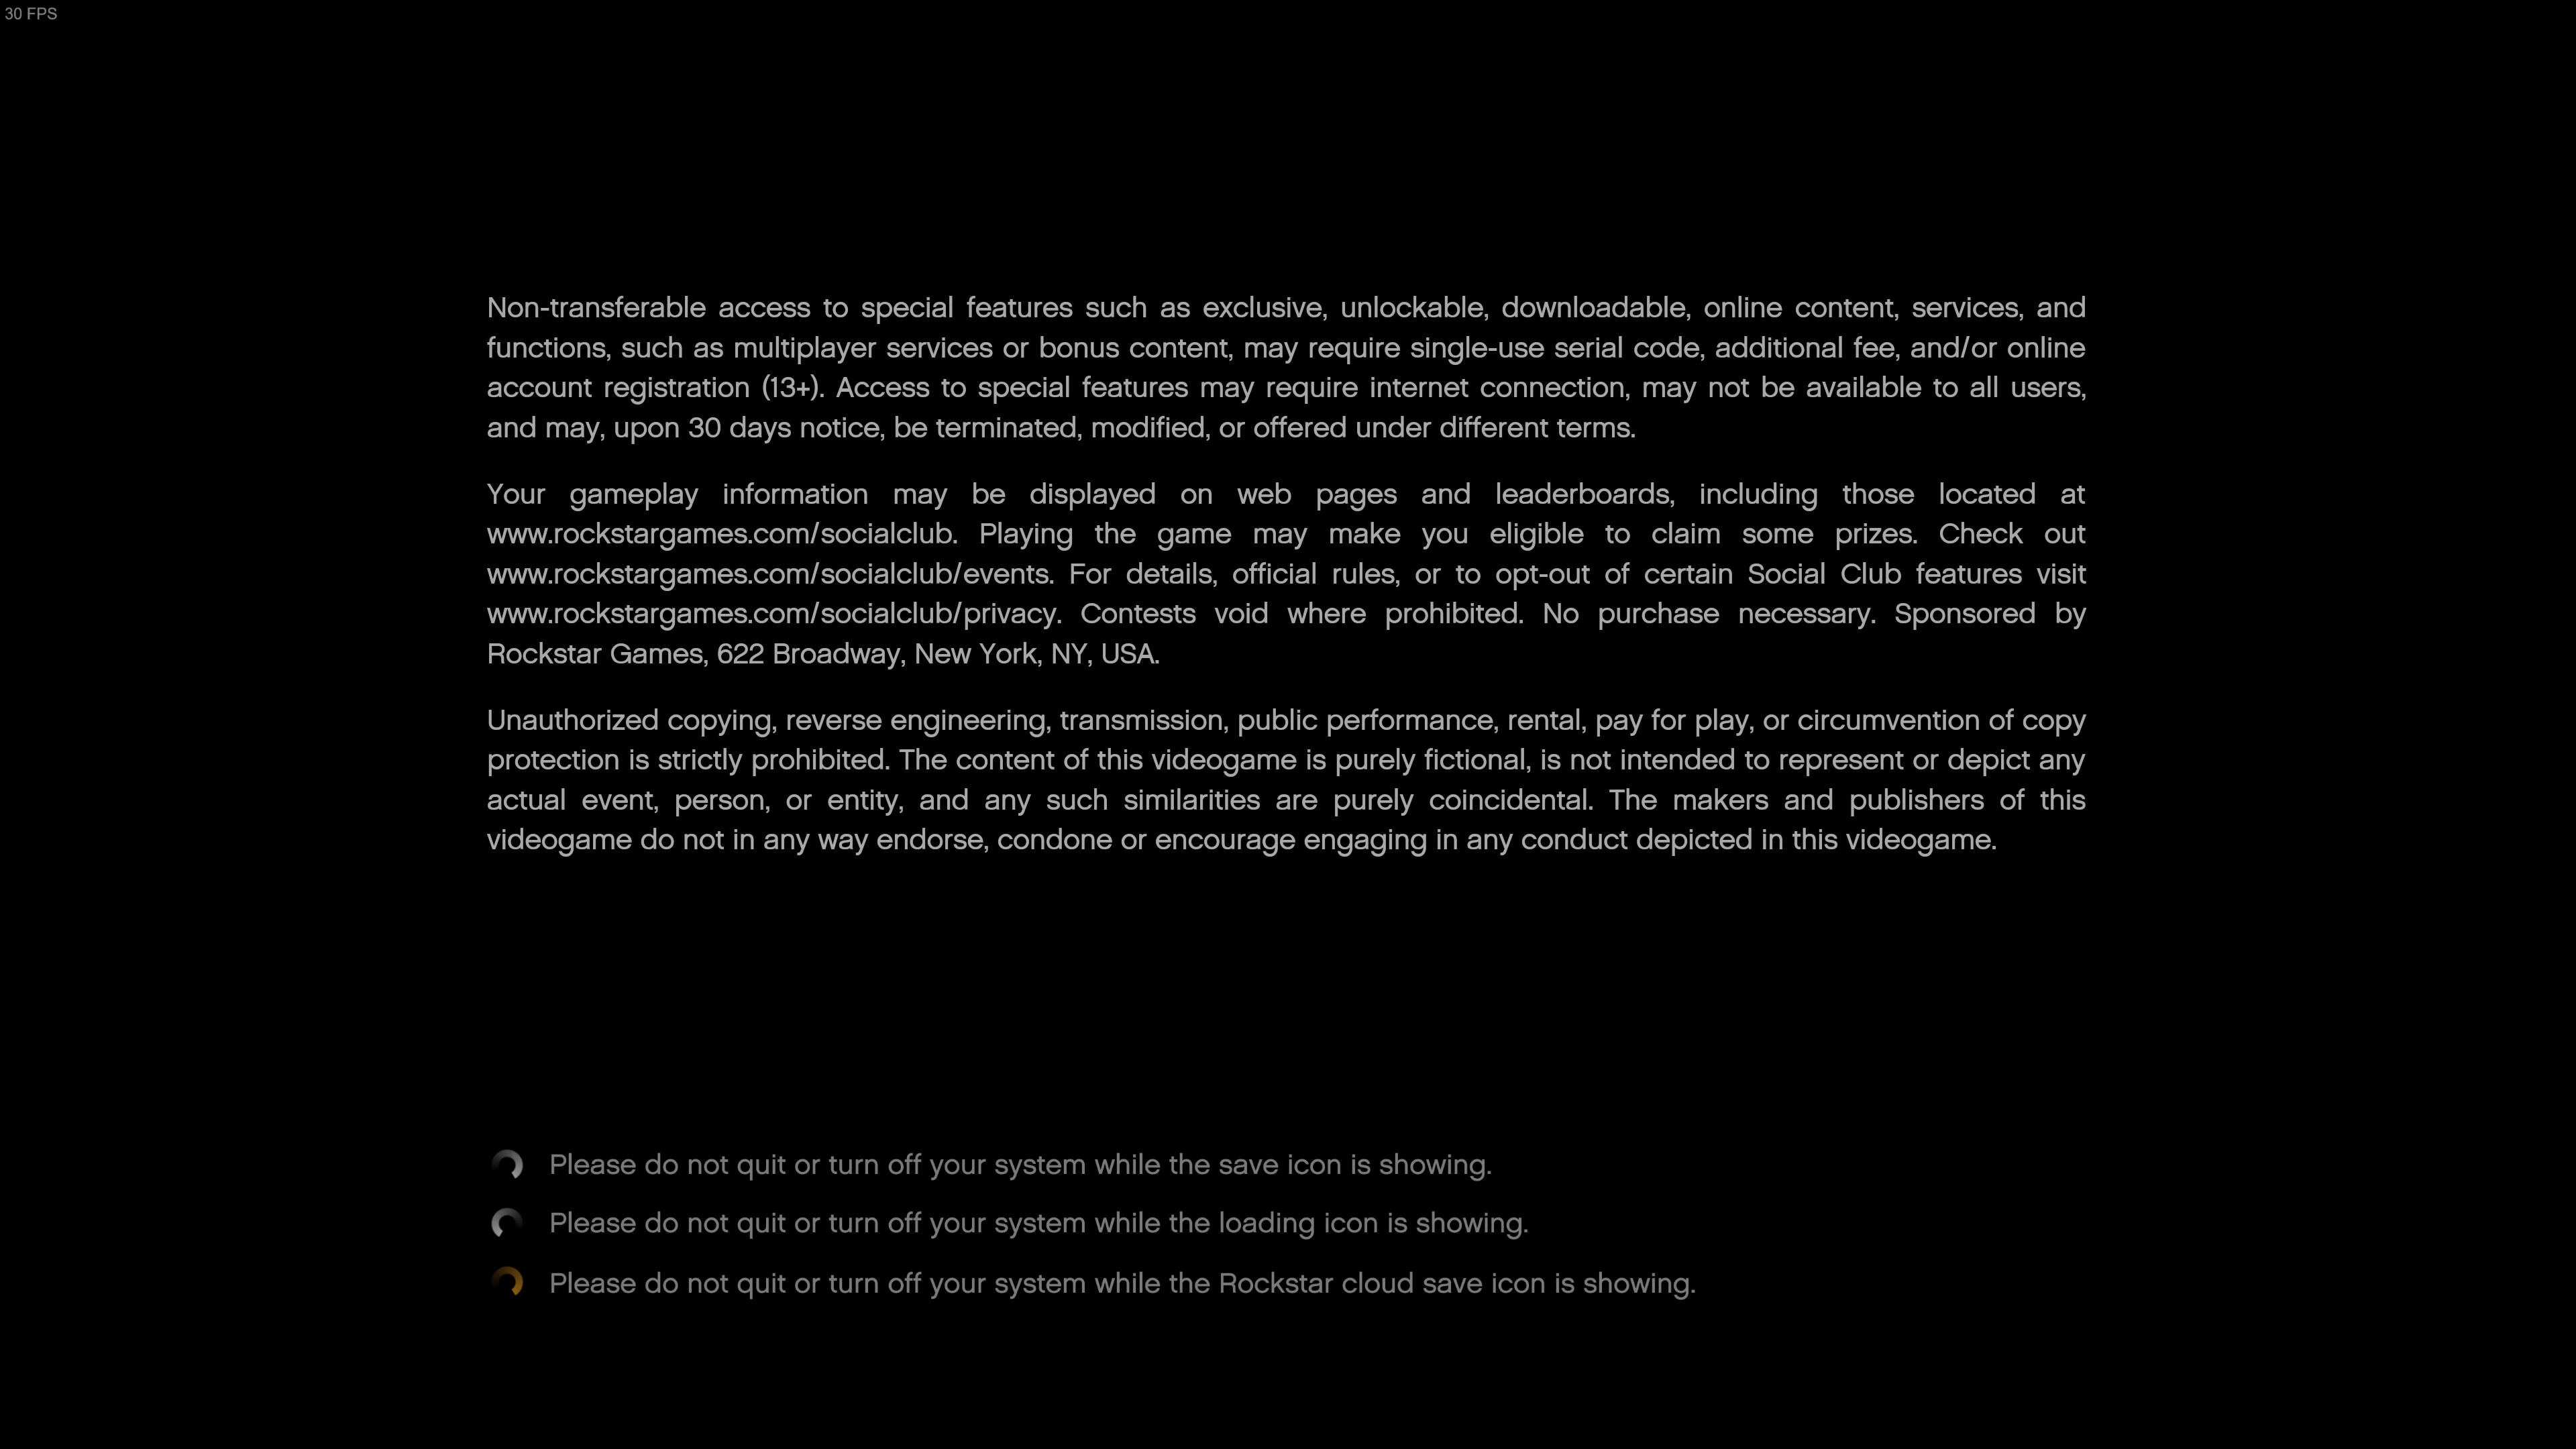 30 FPS
Non-transferable access to special features such as exclusive, unlockable, downloadable, online content, services, and
functions, such as multiplayer services or bonus content, may require single-use serial code, additional fee, and/or online
account registration (13+). Access to special features may require internet connection, may not be available to all users,
and may, upon 30 days notice, be terminated, modified, or offered under different terms.
Your gameplay information may be displayed on web pages and leaderboards, including those located at
www.rockstargames.com/socialclub. Playing the game may make you eligible to claim some prizes. Check out
www.rockstargames.com/socialclub/events. For details, official rules, or to opt-out of certain Social Club features visit
www.rockstargames.com/socialclub/privacy. Contests void where prohibited. No purchase necessary. Sponsored by
Rockstar Games, 622 Broadway, New York, NY, USA.
Unauthorized copying, reverse engineering, transmission, public performance, rental, pay for play, or circumvention of copy
protection is strictly prohibited. The content of this videogame is purely fictional, is not intended to represent or depict any
actual event, person, or entity, and any such similarities are purely coincidental. The makers and publishers of this
videogame do not in any way endorse, condone or encourage engaging in any conduct depicted in this videogame.
Please do not quit or turn off your system while the save icon is showing.
Please do not quit or turn off your system while the loading icon is showing.
Please do not quit or turn off your system while the Rockstar cloud save icon is showing.